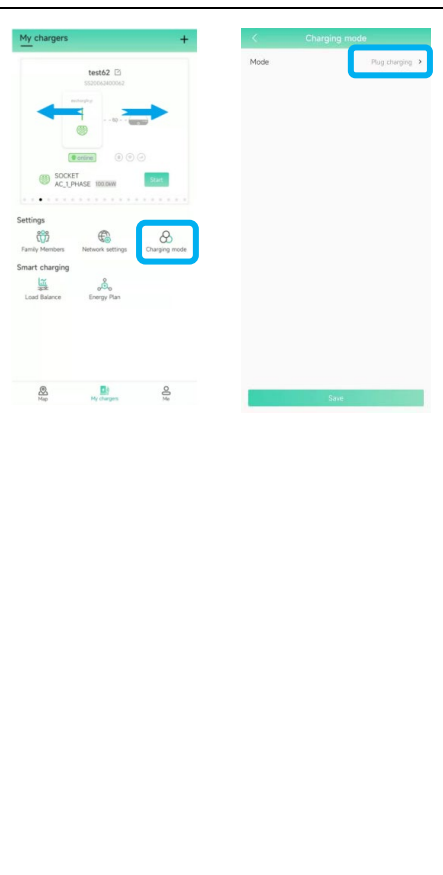 My chargers +
test62
SOCKET
AC_1_PHASE
Start
Settings
Family Members Network settings Charging mode
Smart charging
Load Balance Energy Plan
Map My chargers Me
Charging mode
Mode Plug charging
Save